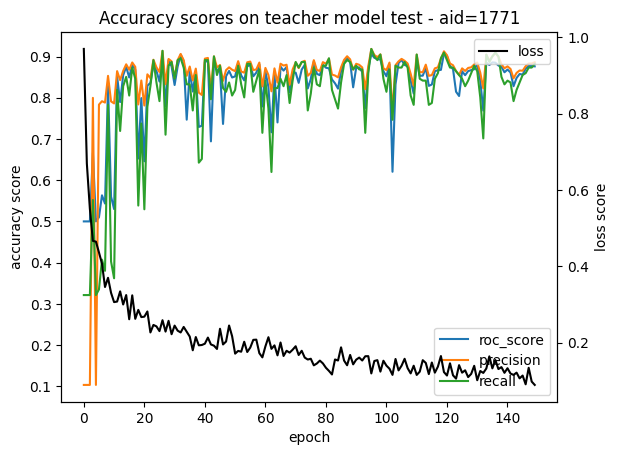 Accuracy scores on teacher model test - aid=1771
accuracy score
0.9
0.8
0.7
0.6
0.5
0.4
0.3
0.2
0.1
1.0
0.8
0.6
0.4
0.2
loss score
loss
roc_score
precision
recall
0
20
40
60
80
100
120
140
epoch